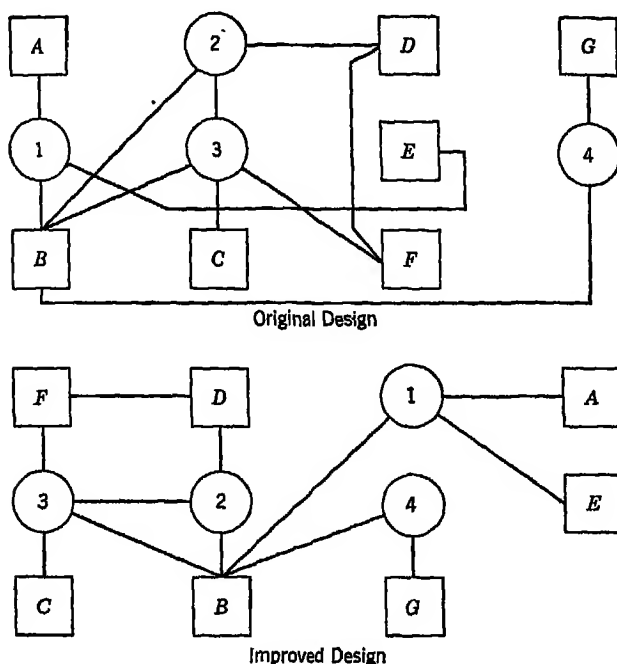 A 2 D G
1 3 E 4
B C F
Original Design
F D 1 A
3 2 4 E
C B G
Improved Design